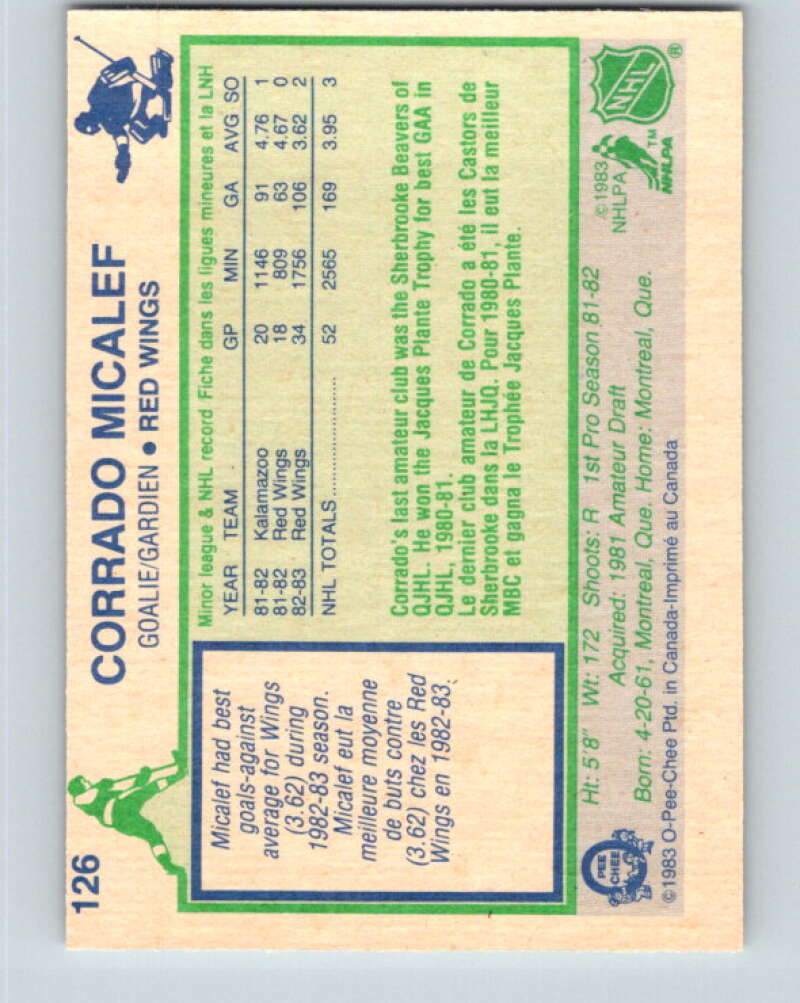 126
CORRADO MICALEF
GOALIE/GARDIEN • RED WINGS
Micalef had best
goals-against
average for Wings
(3.62) during
1982-83 season.
Micalef eut la
meilleure moyenne
de buts contre
(3.62) chez les Red
Wings en 1982-83.
Minor league & NHL record Fiche dans les ligues mineures et la LNH
YEAR TEAM GP MIN GA AVG SO
81-82 Kalamazoo 20 1146 91 4.76 1
81-82 Red Wings 18 809 63 4.67 0
82-83 Red Wings 34 1756 106 3.62 2
NHL TOTALS 52 2565 169 3.95 3
Corrado's last amateur club was the Sherbrooke Beavers of
QJHL. He won the Jacques Plante Trophy for best GAA in
QJHL, 1980-81.
Le dernier club amateur de Corrado a été les Castors de
Sherbrooke dans la LHJQ. Pour 1980-81, il eut la meilleur
MBC et gagna le Trophée Jacques Plante.
Ht: 5'8" Wt: 172 Shoots: R 1st Pro Season 81-82
Acquired: 1981 Amateur Draft
Born: 4-20-61, Montreal, Que. Home: Montreal, Que.
©1983 O-Pee-Chee Ptd. in Canada-Imprimé au Canada
O PEE CHEE
©1983
NHLPA
NHL ®
TM
NHLPA